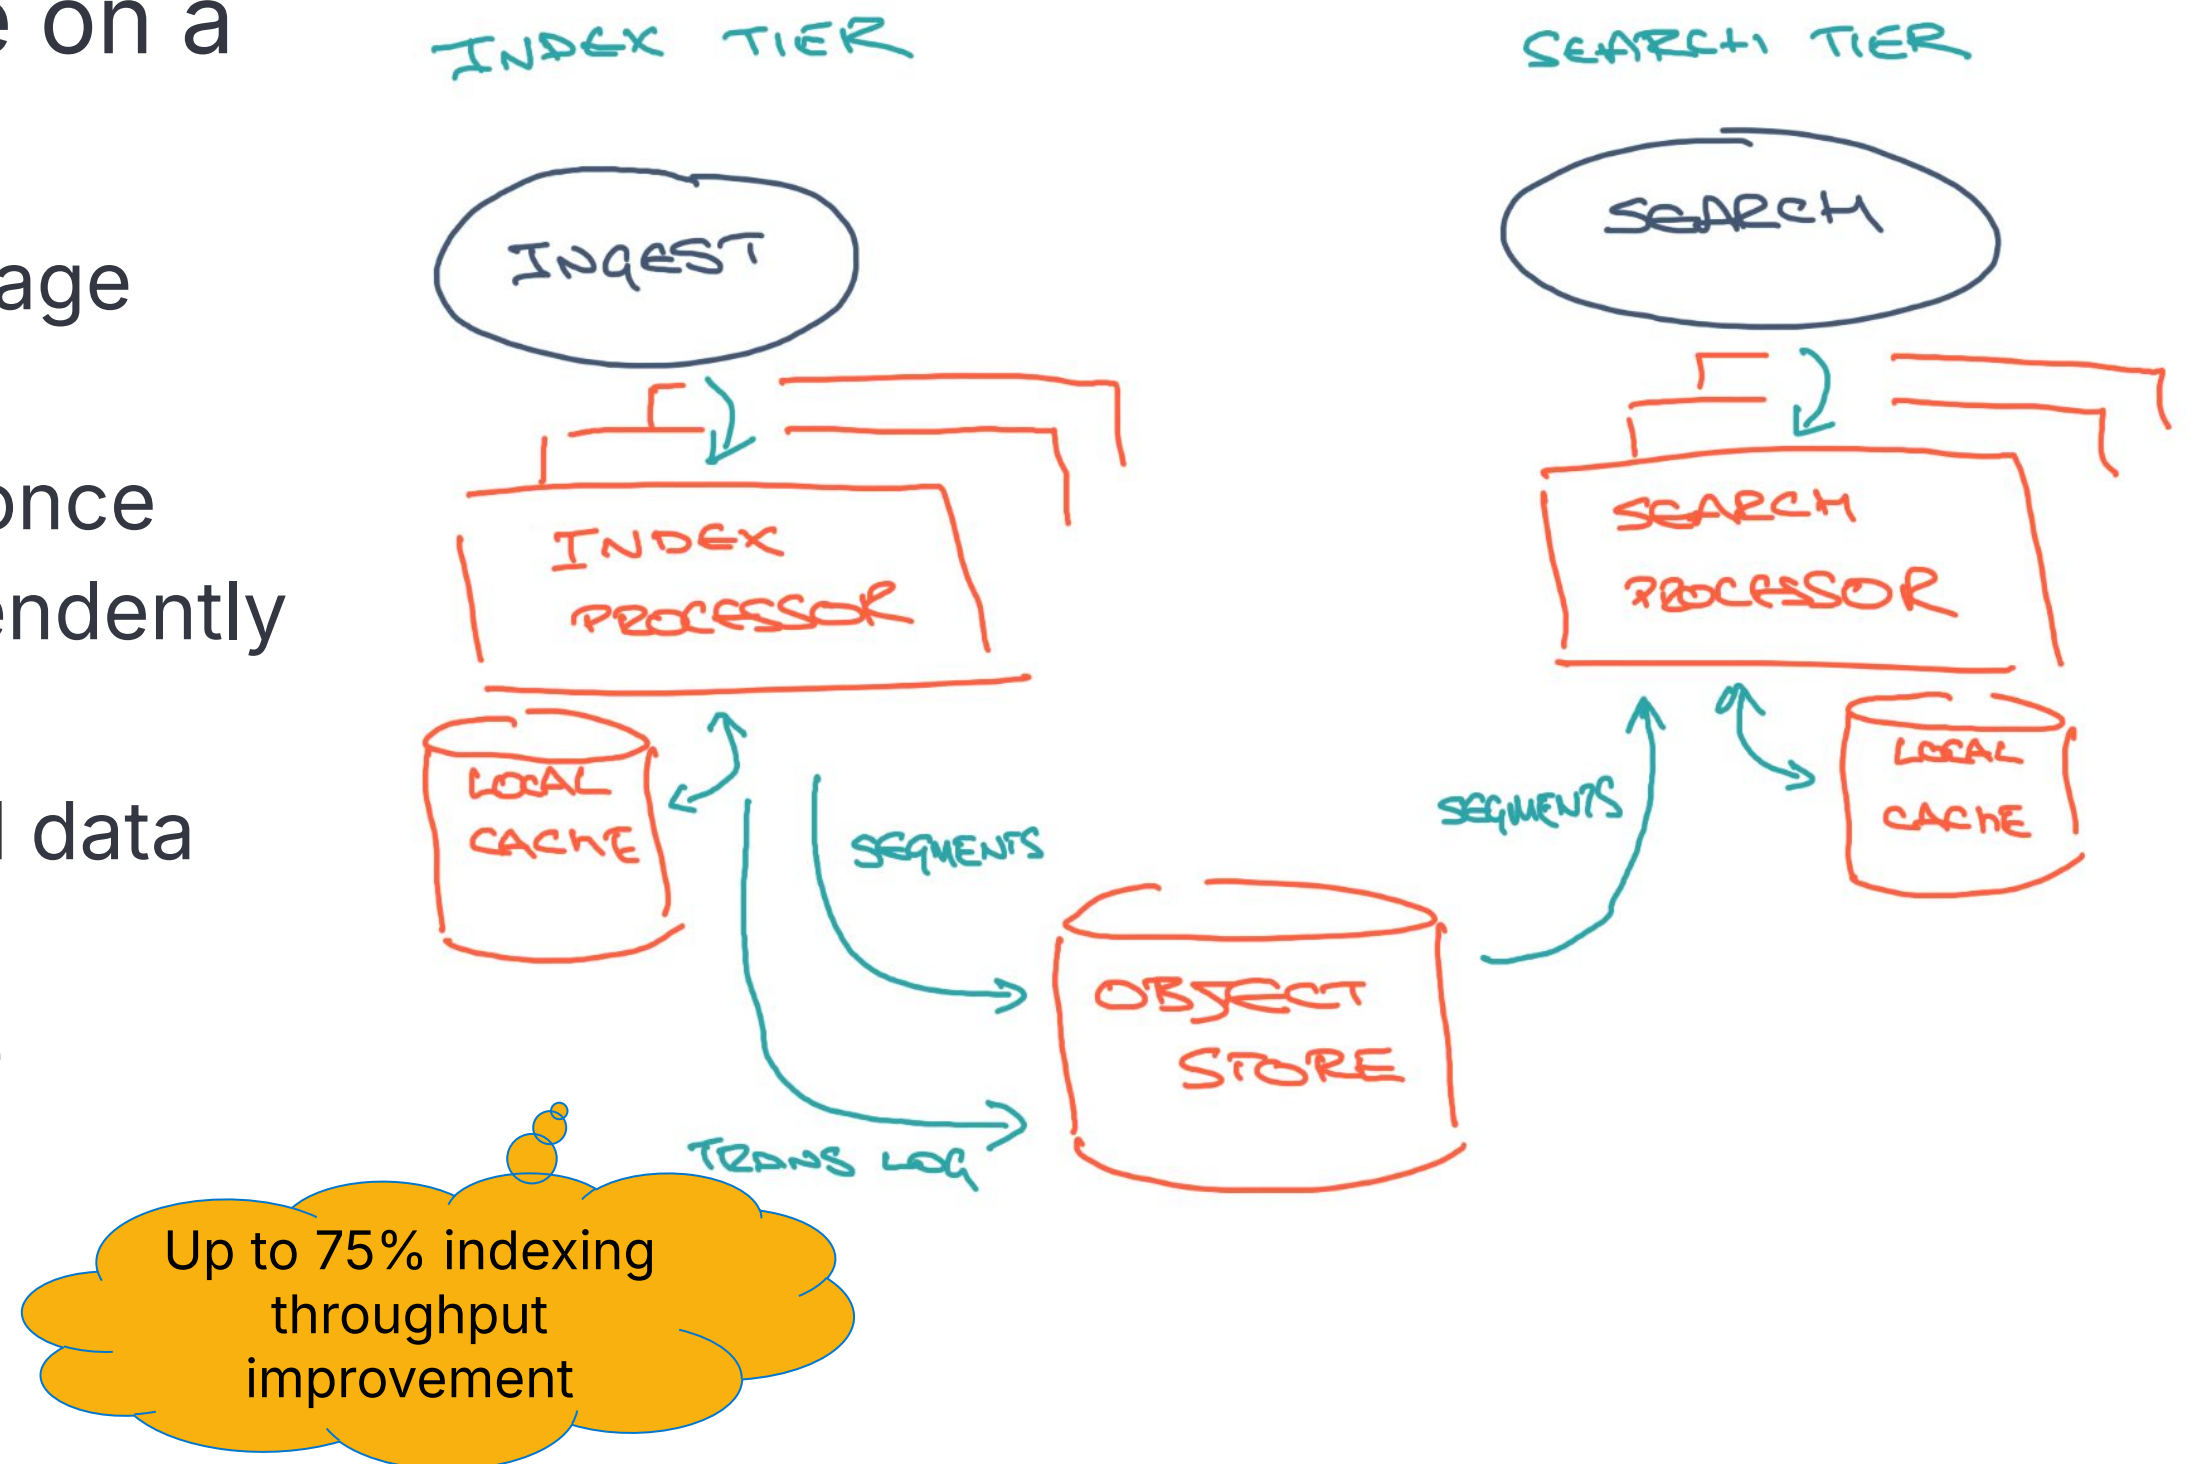 e on a
age
once
endently
l data
INDEX TIER
SEARCH TIER
INGEST
SEARCH
INDEX
PROCESSOR
SEARCH
PROCESSOR
LOCAL
CACHE
SEGMENTS
SEGMENTS
LOCAL
CACHE
OBJECT
STORE
TRANS LOG
Up to 75% indexing
throughput
improvement